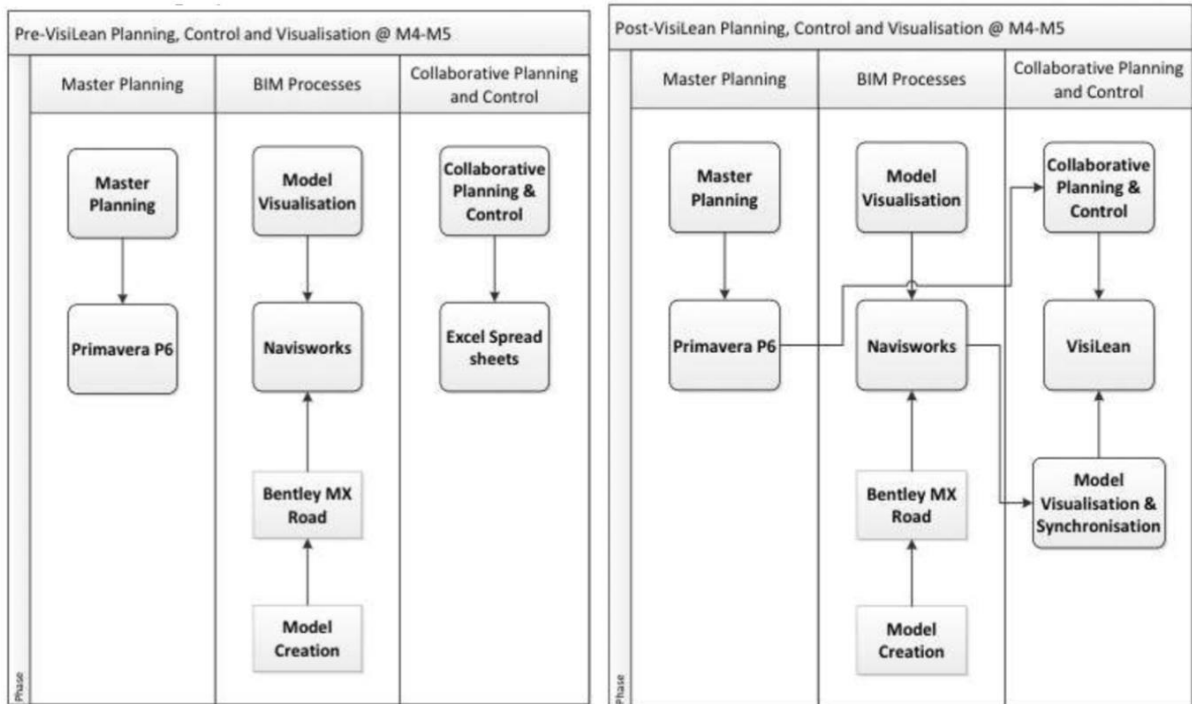 Pre-VisiLean Planning, Control and Visualisation @ M4-M5
Master Planning
BIM Processes
Collaborative Planning
and Control
Master
Planning
Model
Visualisation
Collaborative
Planning &
Control
Primavera P6
Navisworks
Excel Spread
sheets
Bentley MX
Road
Model
Creation
Phase
Post-VisiLean Planning, Control and Visualisation @ M4-M5
Master Planning
BIM Processes
Collaborative Planning
and Control
Master
Planning
Model
Visualisation
Collaborative
Planning &
Control
Primavera P6
Navisworks
VisiLean
Bentley MX
Road
Model
Visualisation &
Synchronisation
Model
Creation
Phase